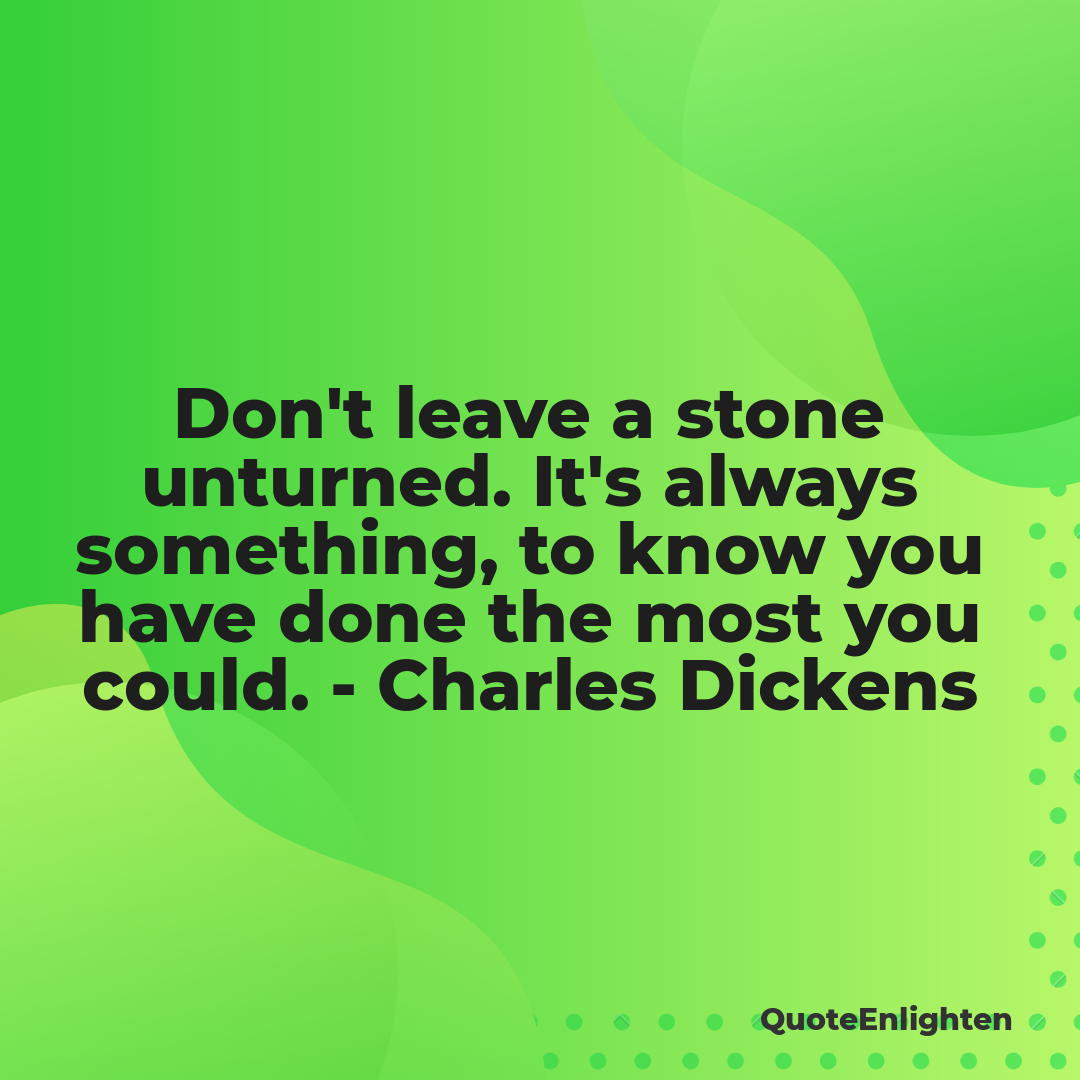 Don't leave a stone
unturned. It's always
something, to know you
have done the most you
could. - Charles Dickens
QuoteEnlighten